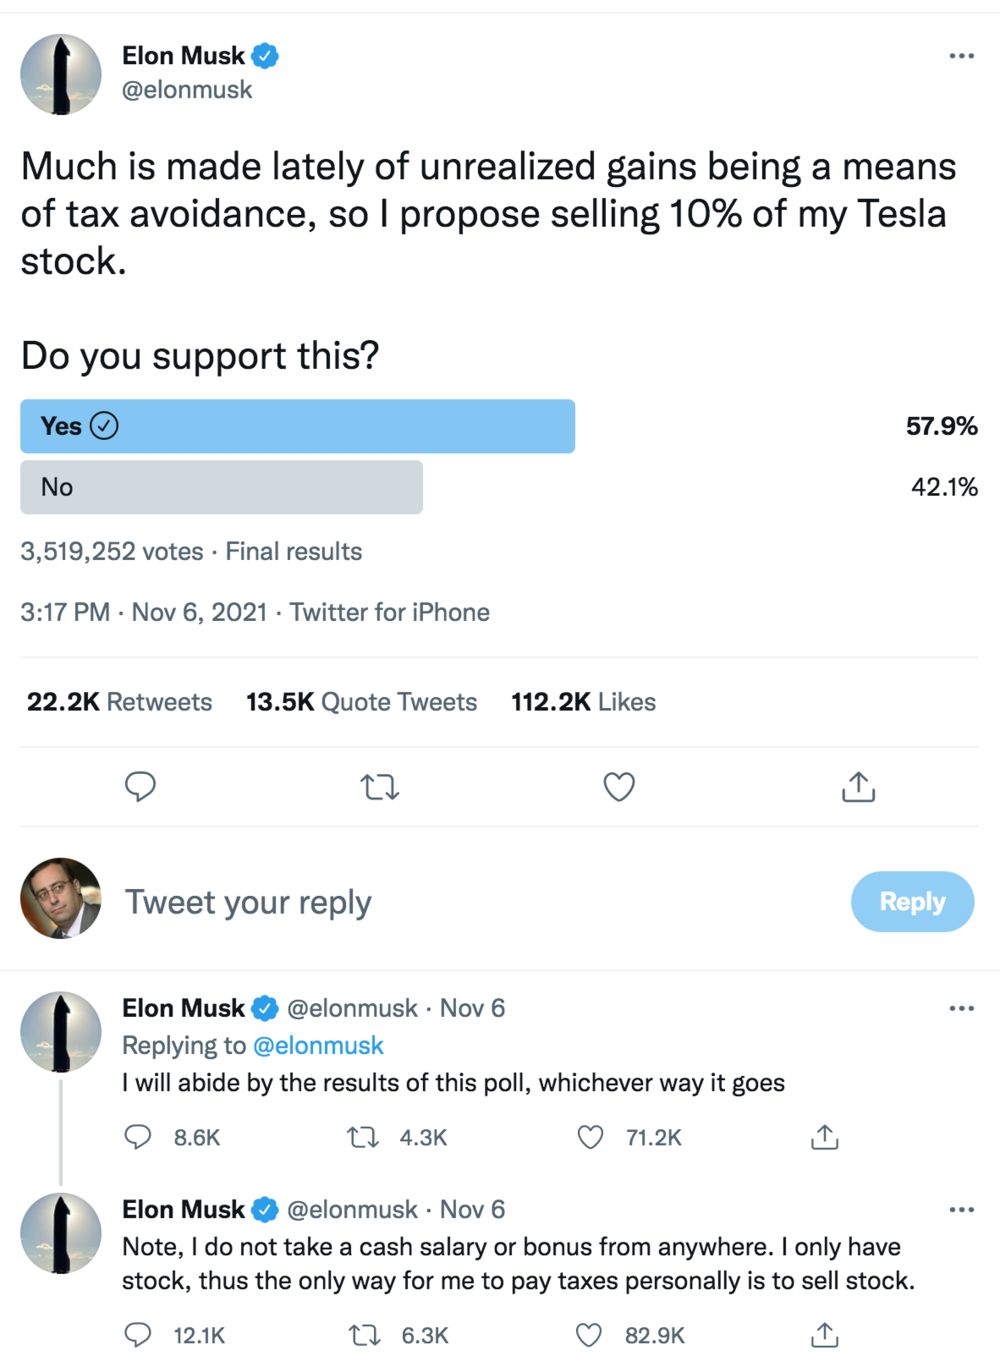 Elon Musk
@elonmusk
Much is made lately of unrealized gains being a means
of tax avoidance, so I propose selling 10% of my Tesla
stock.
Do you support this?
Yes 57.9%
No 42.1%
3,519,252 votes · Final results
3:17 PM · Nov 6, 2021 · Twitter for iPhone
22.2K Retweets 13.5K Quote Tweets 112.2K Likes
Tweet your reply Reply
Elon Musk @elonmusk · Nov 6
Replying to @elonmusk
I will abide by the results of this poll, whichever way it goes
8.6K 4.3K 71.2K
Elon Musk @elonmusk · Nov 6
Note, I do not take a cash salary or bonus from anywhere. I only have
stock, thus the only way for me to pay taxes personally is to sell stock.
12.1K 6.3K 82.9K